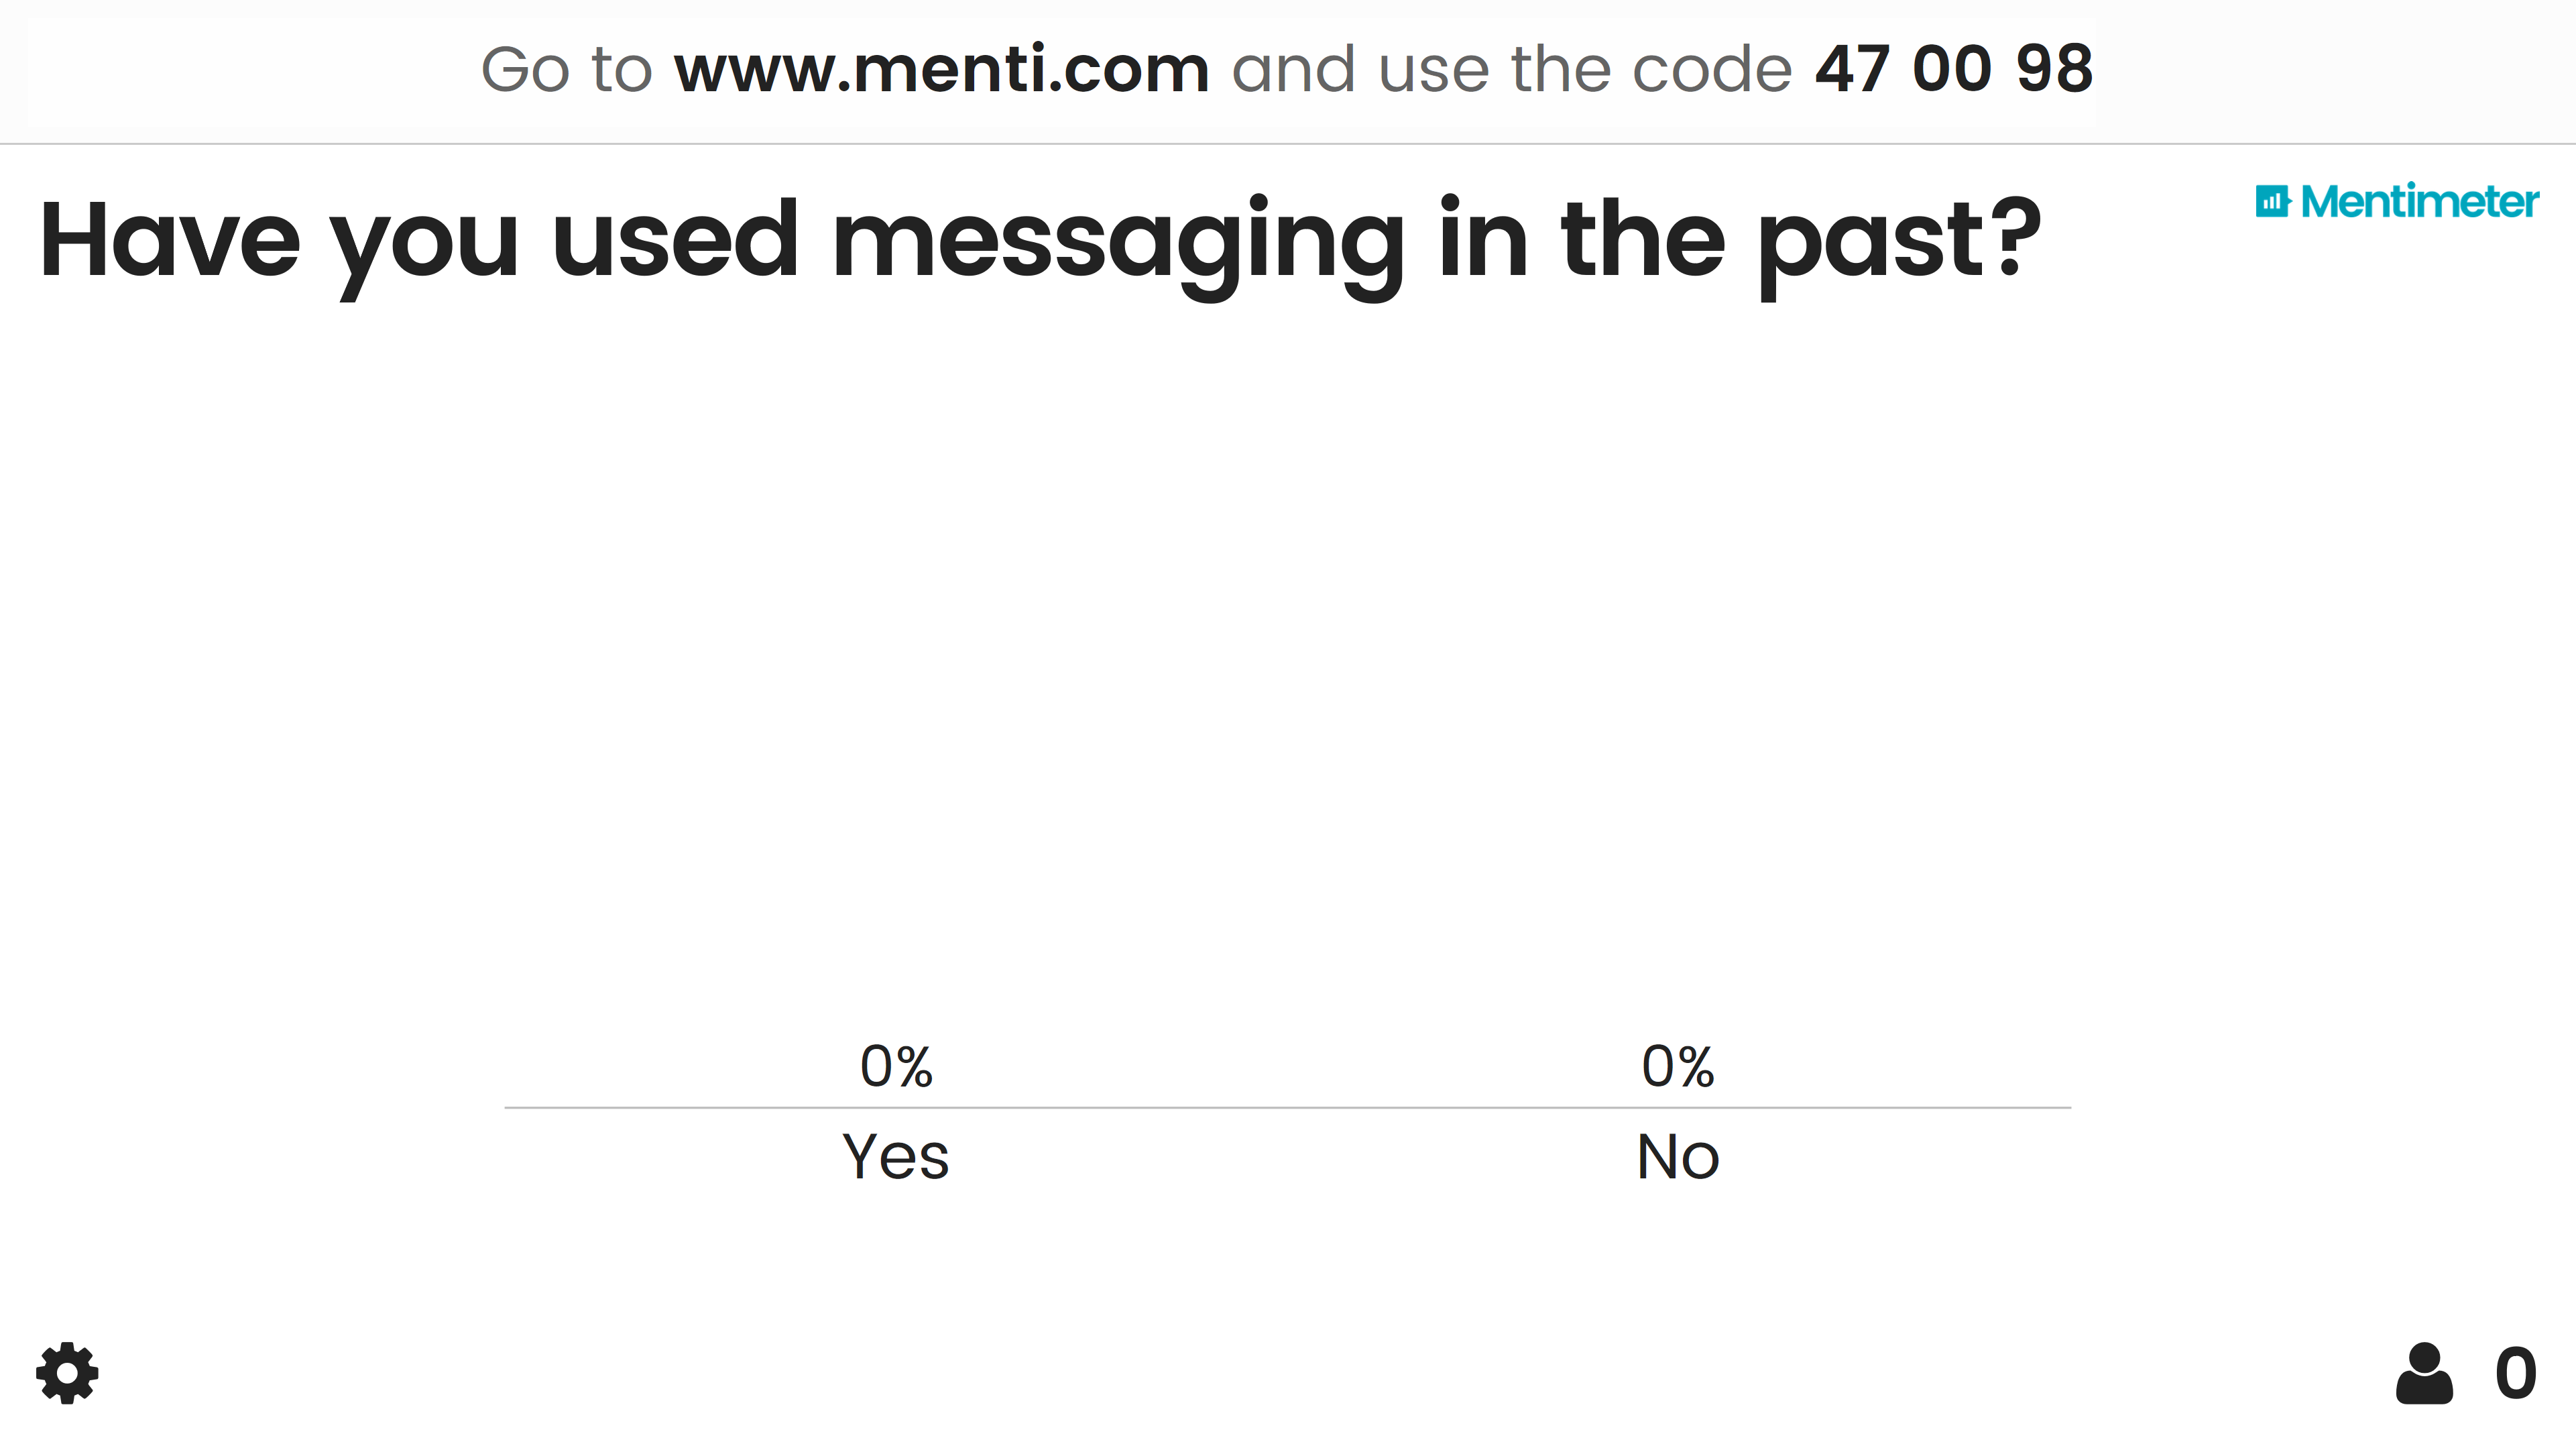 Go to www.menti.com and use the code 47 00 98
Have you used messaging in the past?
Mentimeter
0% 0%
Yes No
0